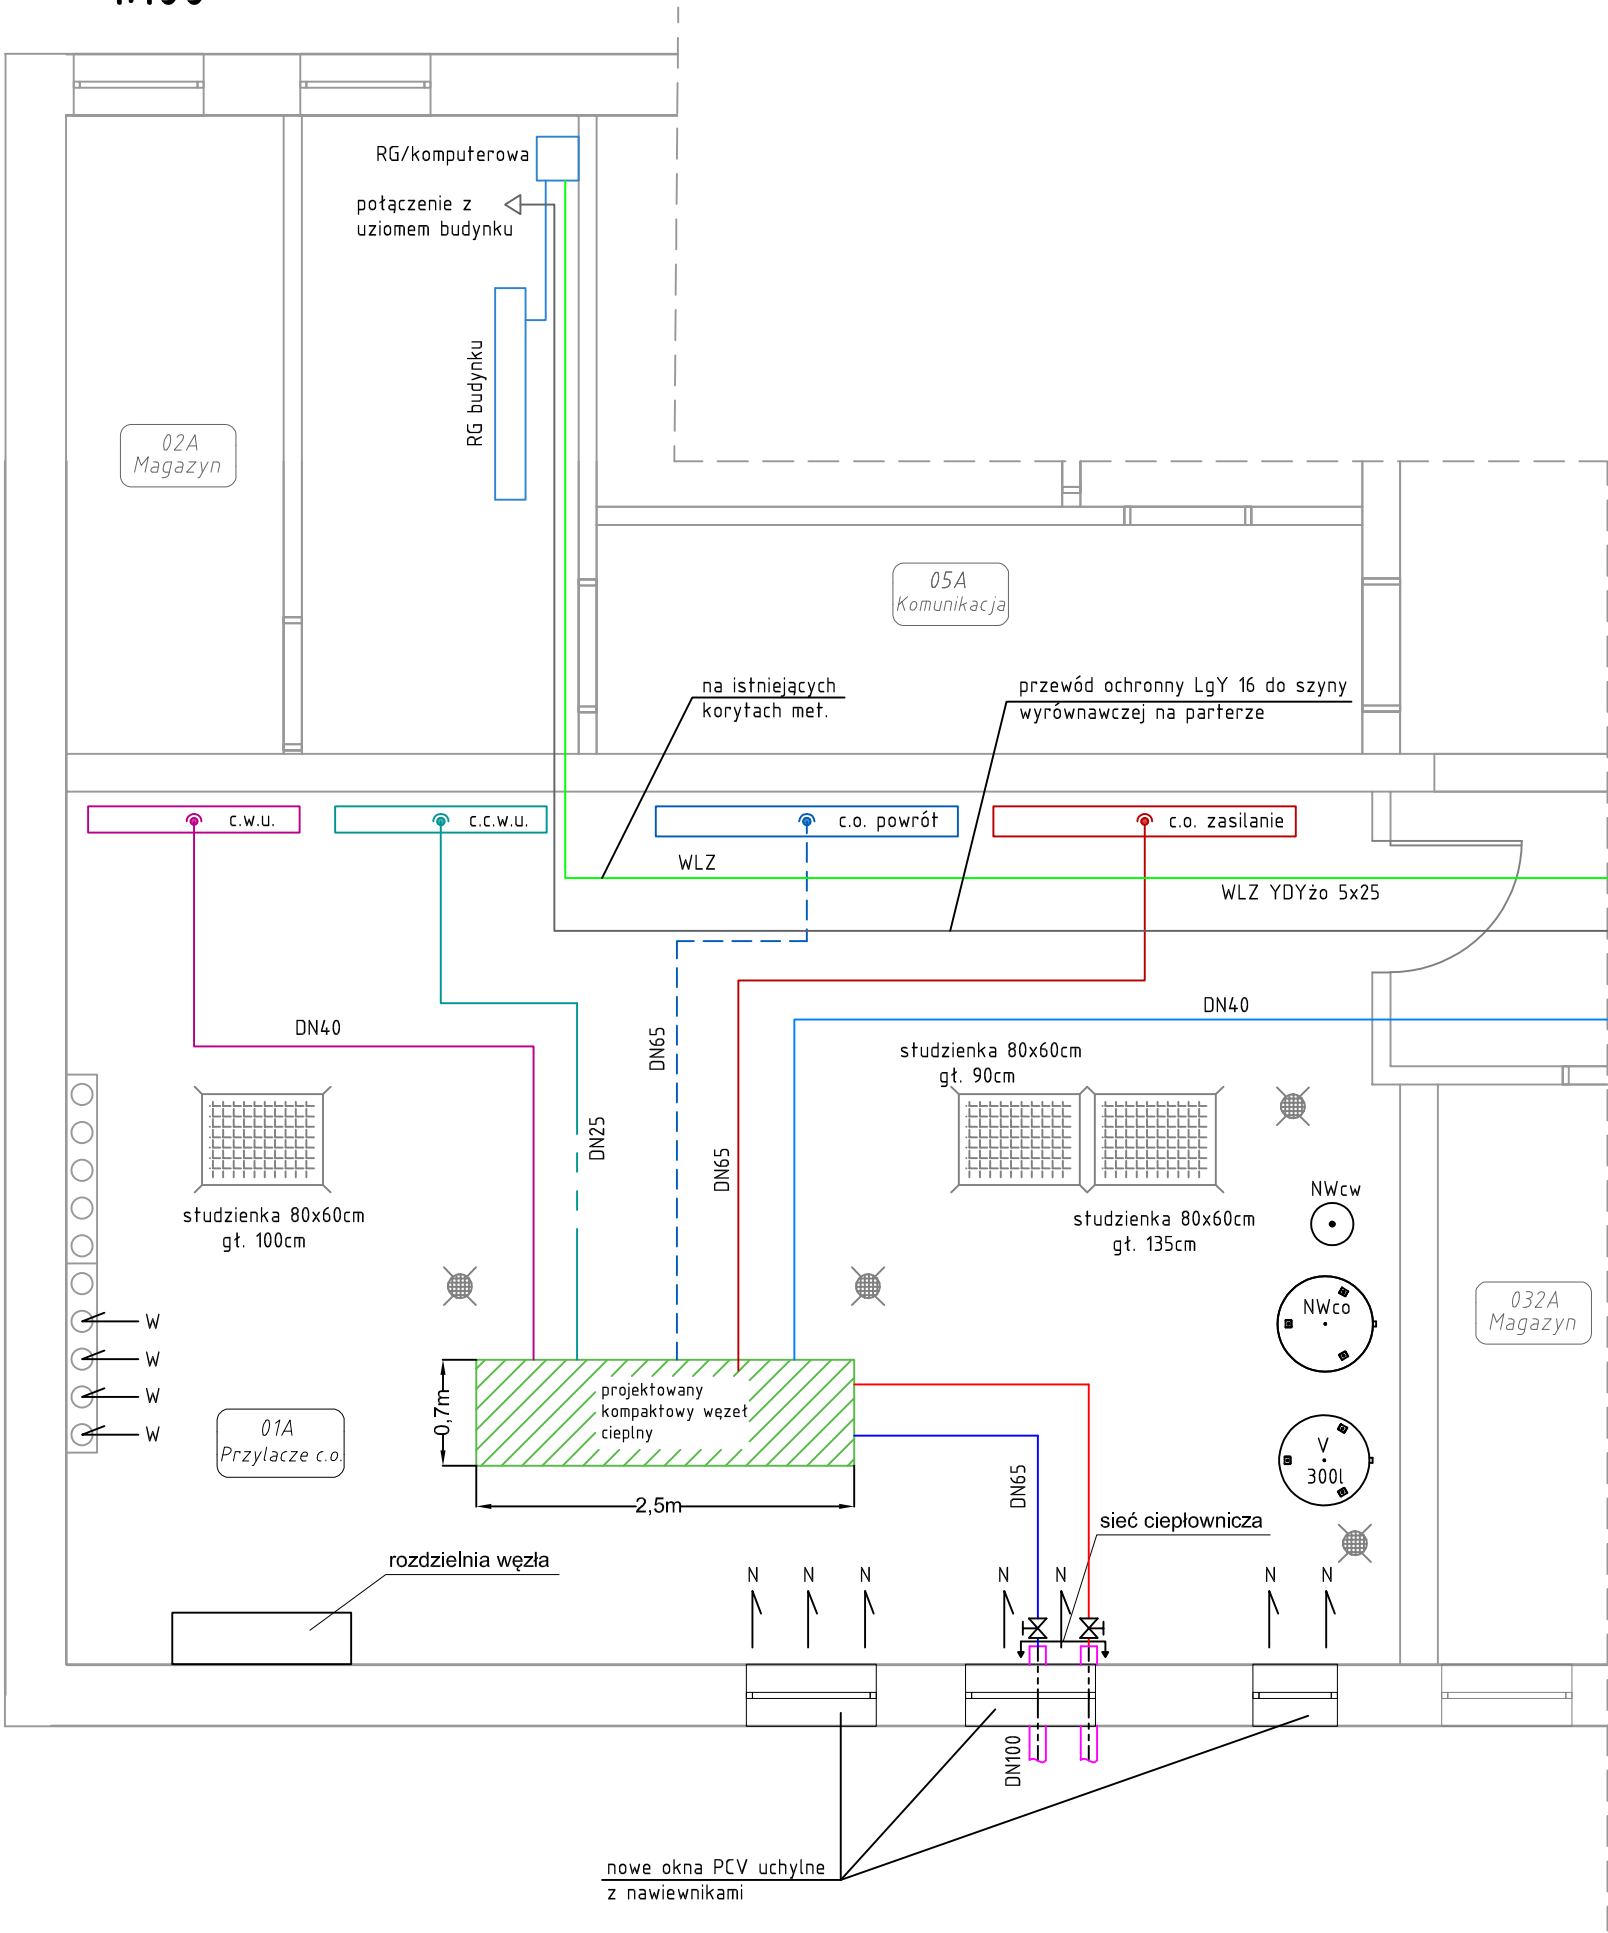 RG/komputerowa
połączenie z
uziomem budynku
RG budynku
02A
Magazyn
05A
Komunikacja
na istniejących
korytach met.
przewód ochronny LgY 16 do szyny
wyrównawczej na parterze
c.w.u.
c.c.w.u.
c.o. powrót
c.o. zasilanie
WLZ
WLZ YDYżo 5x25
DN40
DN65
DN40
studzienka 80x60cm
gł. 90cm
DN25
DN65
studzienka 80x60cm
gł. 100cm
studzienka 80x60cm
gł. 135cm
NWcw
NWco
032A
Magazyn
W
W
W
W
01A
Przylacze c.o.
0,7m
projektowany
kompaktowy węzeł
cieplny
2,5m
V
300l
DN65
sieć ciepłownicza
rozdzielnia węzła
N
N
N
N
N
N
N
DN100
nowe okna PCV uchylne
z nawiewnikami